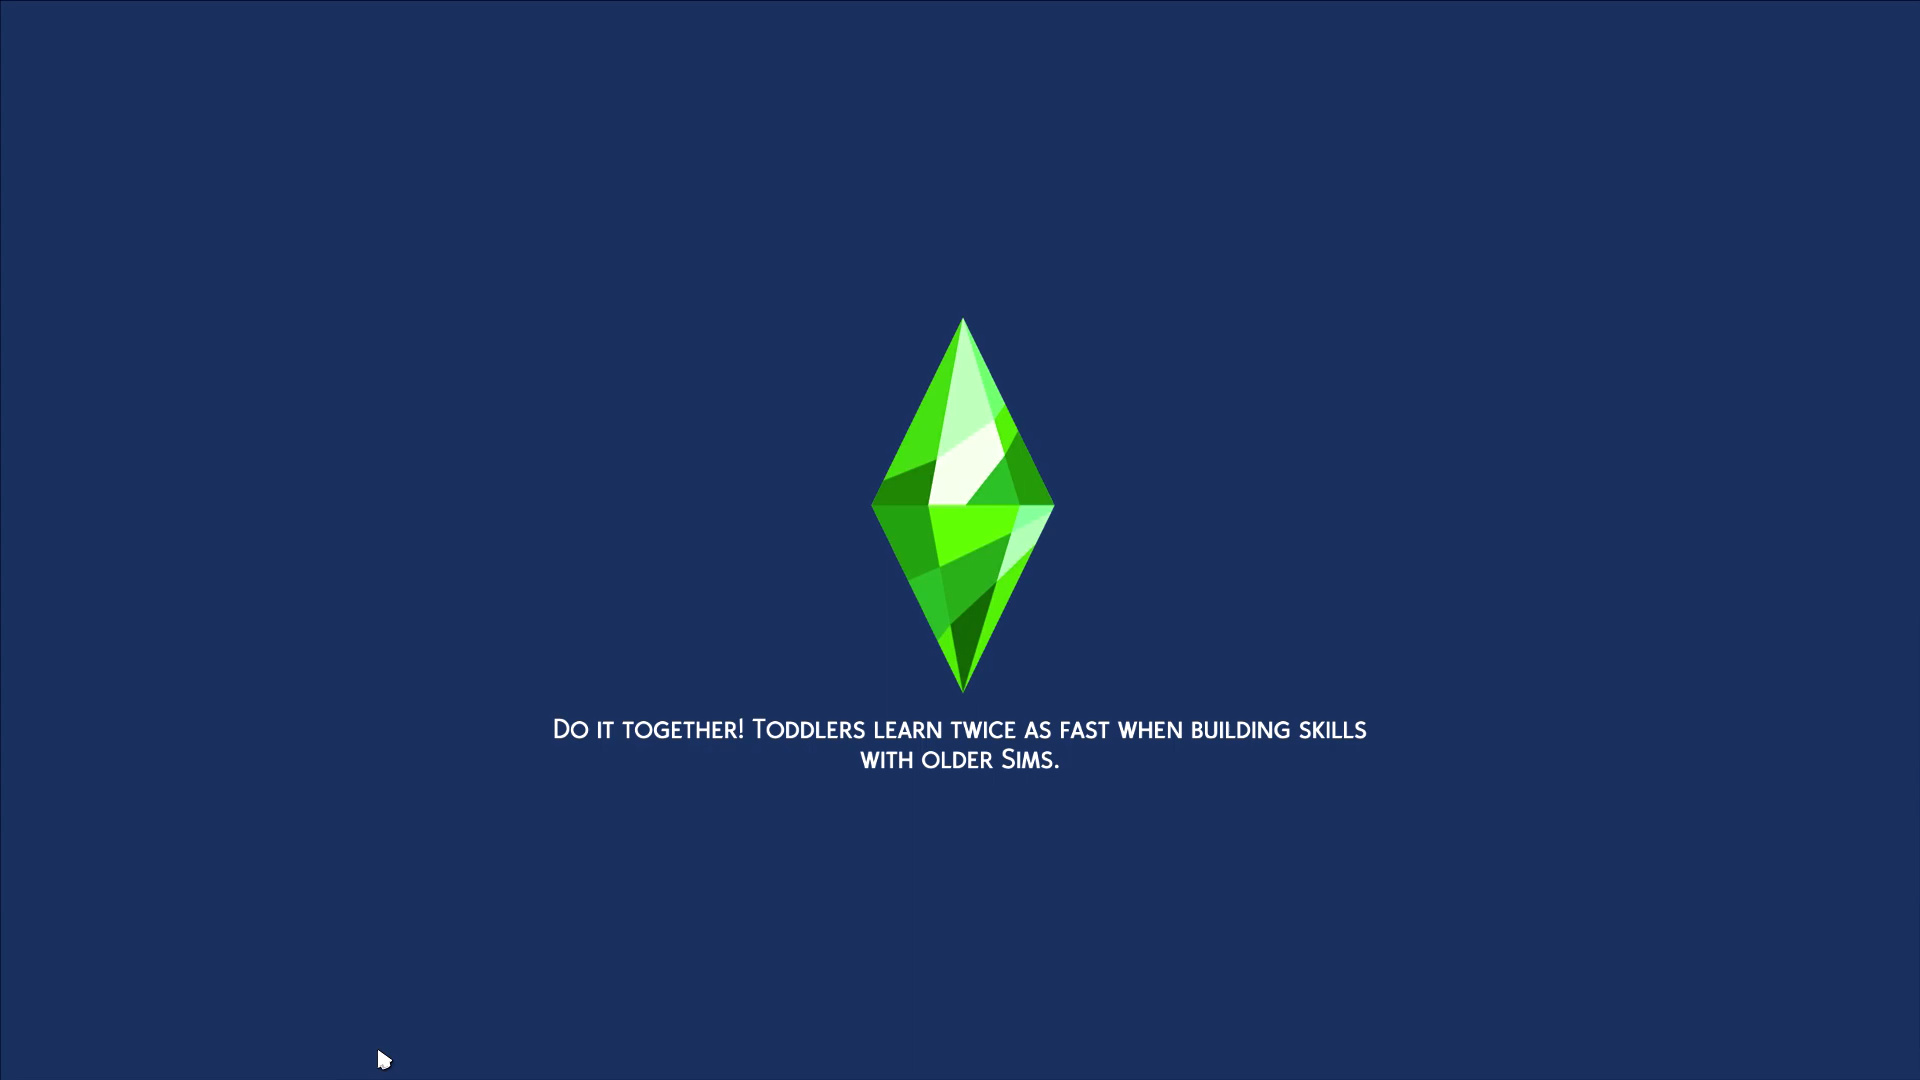 Do it together! Toddlers learn twice as fast when building skills
with older Sims.